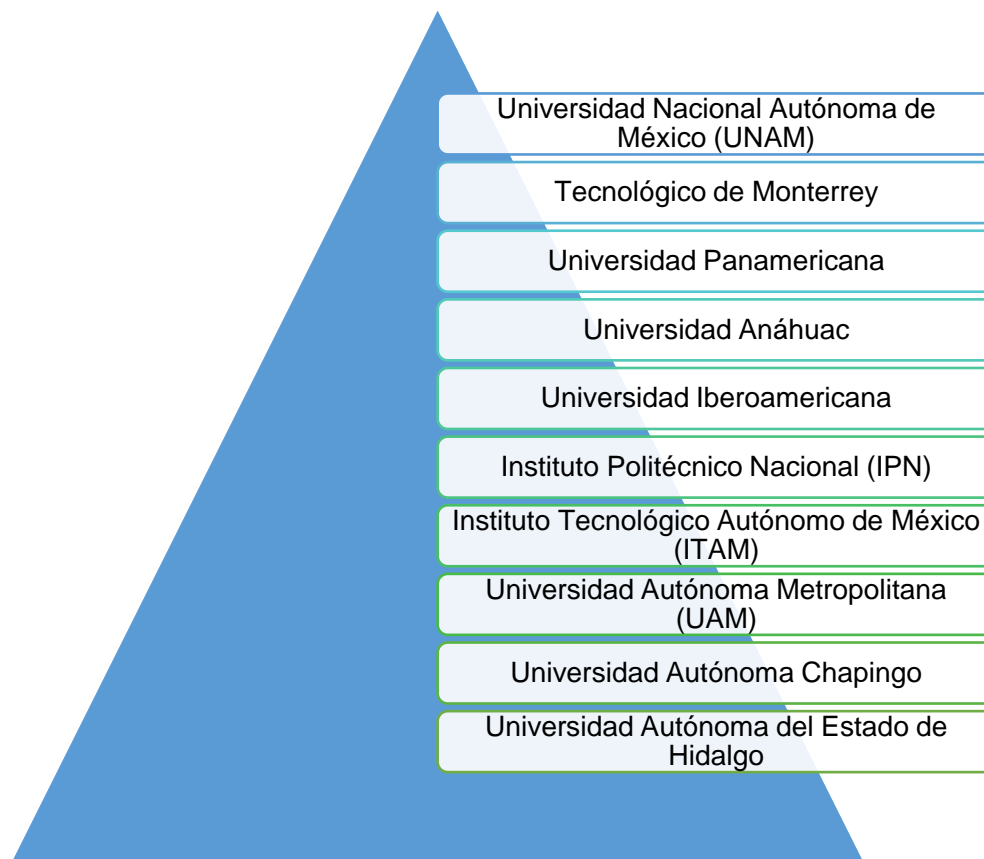 Universidad Nacional Autónoma de
México (UNAM)
Tecnológico de Monterrey
Universidad Panamericana
Universidad Anáhuac
Universidad Iberoamericana
Instituto Politécnico Nacional (IPN)
Instituto Tecnológico Autónomo de México
(ITAM)
Universidad Autónoma Metropolitana
(UAM)
Universidad Autónoma Chapingo
Universidad Autónoma del Estado de
Hidalgo